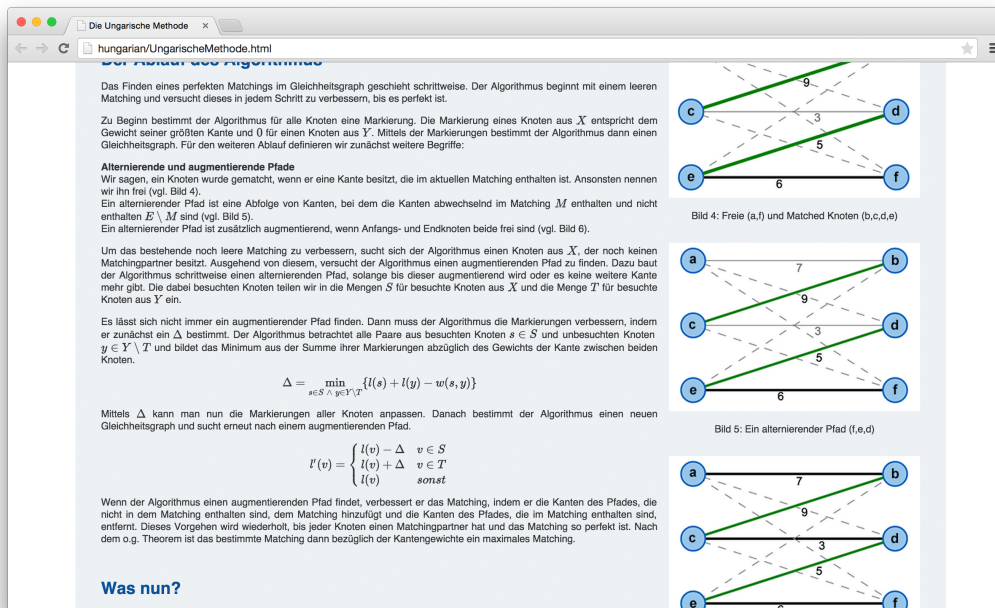 Die Ungarische Methode
hungarian/UngarischeMethode.html
Der Ablauf des Algorithmus
Das Finden eines perfekten Matchings im Gleichheitsgraph geschieht schrittweise. Der Algorithmus beginnt mit einem leeren
Matching und versucht dieses in jedem Schritt zu verbessern, bis es perfekt ist.
Zu Beginn bestimmt der Algorithmus für alle Knoten eine Markierung. Die Markierung eines Knoten aus X entspricht dem
Gewicht seiner größten Kante und 0 für einen Knoten aus Y. Mittels der Markierungen bestimmt der Algorithmus dann einen
Gleichheitsgraph. Für den weiteren Ablauf definieren wir zunächst weitere Begriffe:
Alternierende und augmentierende Pfade
Wir sagen, ein Knoten wurde gematcht, wenn er eine Kante besitzt, die im aktuellen Matching enthalten ist. Ansonsten nennen
wir ihn frei (vgl. Bild 4).
Ein alternierender Pfad ist eine Abfolge von Kanten, bei dem die Kanten abwechselnd im Matching M enthalten und nicht
enthalten E \ M sind (vgl. Bild 5).
Ein alternierender Pfad ist zusätzlich augmentierend, wenn Anfangs- und Endknoten beide frei sind (vgl. Bild 6).
Um das bestehende noch leere Matching zu verbessern, sucht sich der Algorithmus einen Knoten aus X, der noch keinen
Matchingpartner besitzt. Ausgehend von diesem, versucht der Algorithmus einen augmentierenden Pfad zu finden. Dazu baut
der Algorithmus schrittweise einen alternierenden Pfad, solange bis dieser augmentierend wird oder es keine weitere Kante
mehr gibt. Die dabei besuchten Knoten teilen wir in die Mengen S für besuchte Knoten aus X und die Menge T für besuchte
Knoten aus Y ein.
Es lässt sich nicht immer ein augmentierender Pfad finden. Dann muss der Algorithmus die Markierungen verbessern, indem
er zunächst ein Δ bestimmt. Der Algorithmus betrachtet alle Paare aus besuchten Knoten s ∈ S und unbesuchten Knoten
y ∈ Y \ T und bildet das Minimum aus der Summe ihrer Markierungen abzüglich des Gewichts der Kante zwischen beiden
Knoten.
Δ = min {l(s) + l(y) − w(s, y)}
s∈S ∧ y∈Y\T
Mittels Δ kann man nun die Markierungen aller Knoten anpassen. Danach bestimmt der Algorithmus einen neuen
Gleichheitsgraph und sucht erneut nach einem augmentierenden Pfad.
l(v) − Δ v ∈ S
l′(v) = { l(v) + Δ v ∈ T
l(v) sonst
Wenn der Algorithmus einen augmentierenden Pfad findet, verbessert er das Matching, indem er die Kanten des Pfades, die
nicht in dem Matching enthalten sind, dem Matching hinzufügt und die Kanten des Pfades, die im Matching enthalten sind,
entfernt. Dieses Vorgehen wird wiederholt, bis jeder Knoten einen Matchingpartner hat und das Matching so perfekt ist. Nach
dem o.g. Theorem ist das bestimmte Matching dann bezüglich der Kantengewichte ein maximales Matching.
Was nun?
9
c
3
d
5
e
6
f
Bild 4: Freie (a,f) und Matched Knoten (b,c,d,e)
a
7
b
9
c
3
d
5
e
6
f
Bild 5: Ein alternierender Pfad (f,e,d)
a
7
b
9
c
3
d
5
e
f